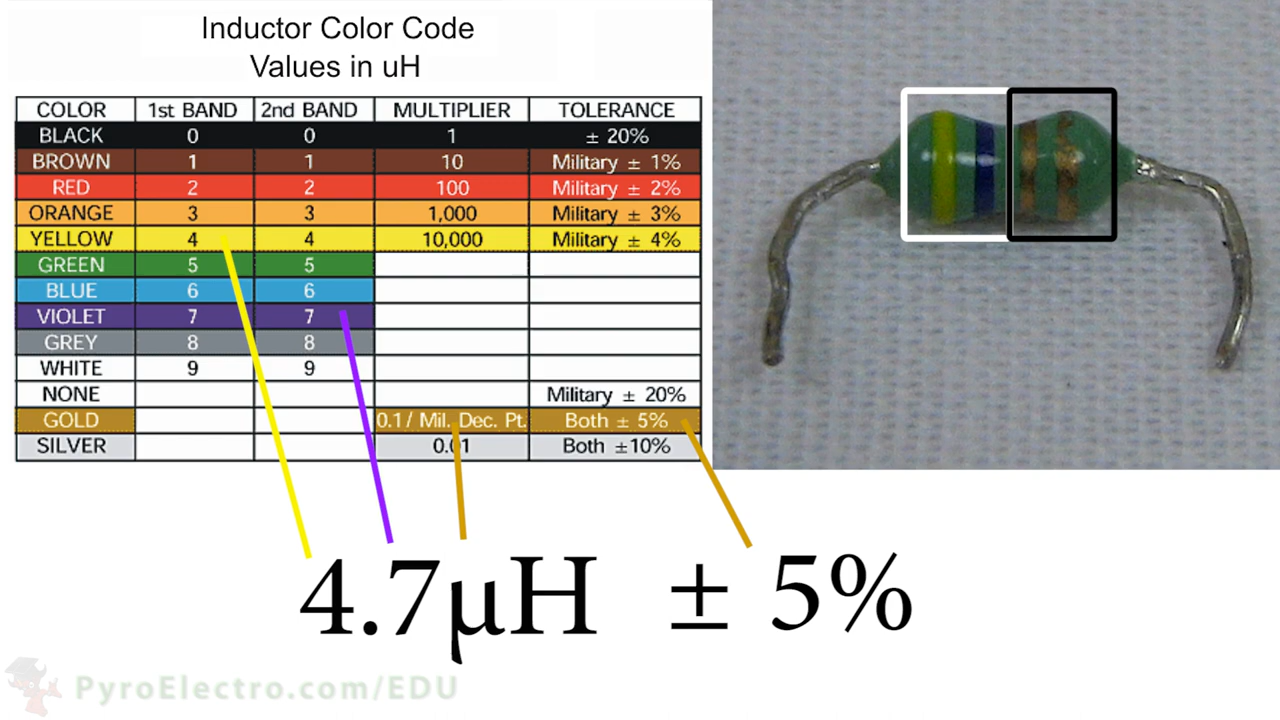 Inductor Color Code
Values in uH
COLOR 1st BAND 2nd BAND MULTIPLIER TOLERANCE
BLACK 0 0 1 ± 20%
BROWN 1 1 10 Military ± 1%
RED 2 2 100 Military ± 2%
ORANGE 3 3 1,000 Military ± 3%
YELLOW 4 4 10,000 Military ± 4%
GREEN 5 5
BLUE 6 6
VIOLET 7 7
GREY 8 8
WHITE 9 9
NONE Military ± 20%
GOLD 0.1/ Mil. Dec. Pt. Both ± 5%
SILVER 0.01 Both ±10%
4.7µH ± 5%
PyroElectro.com/EDU